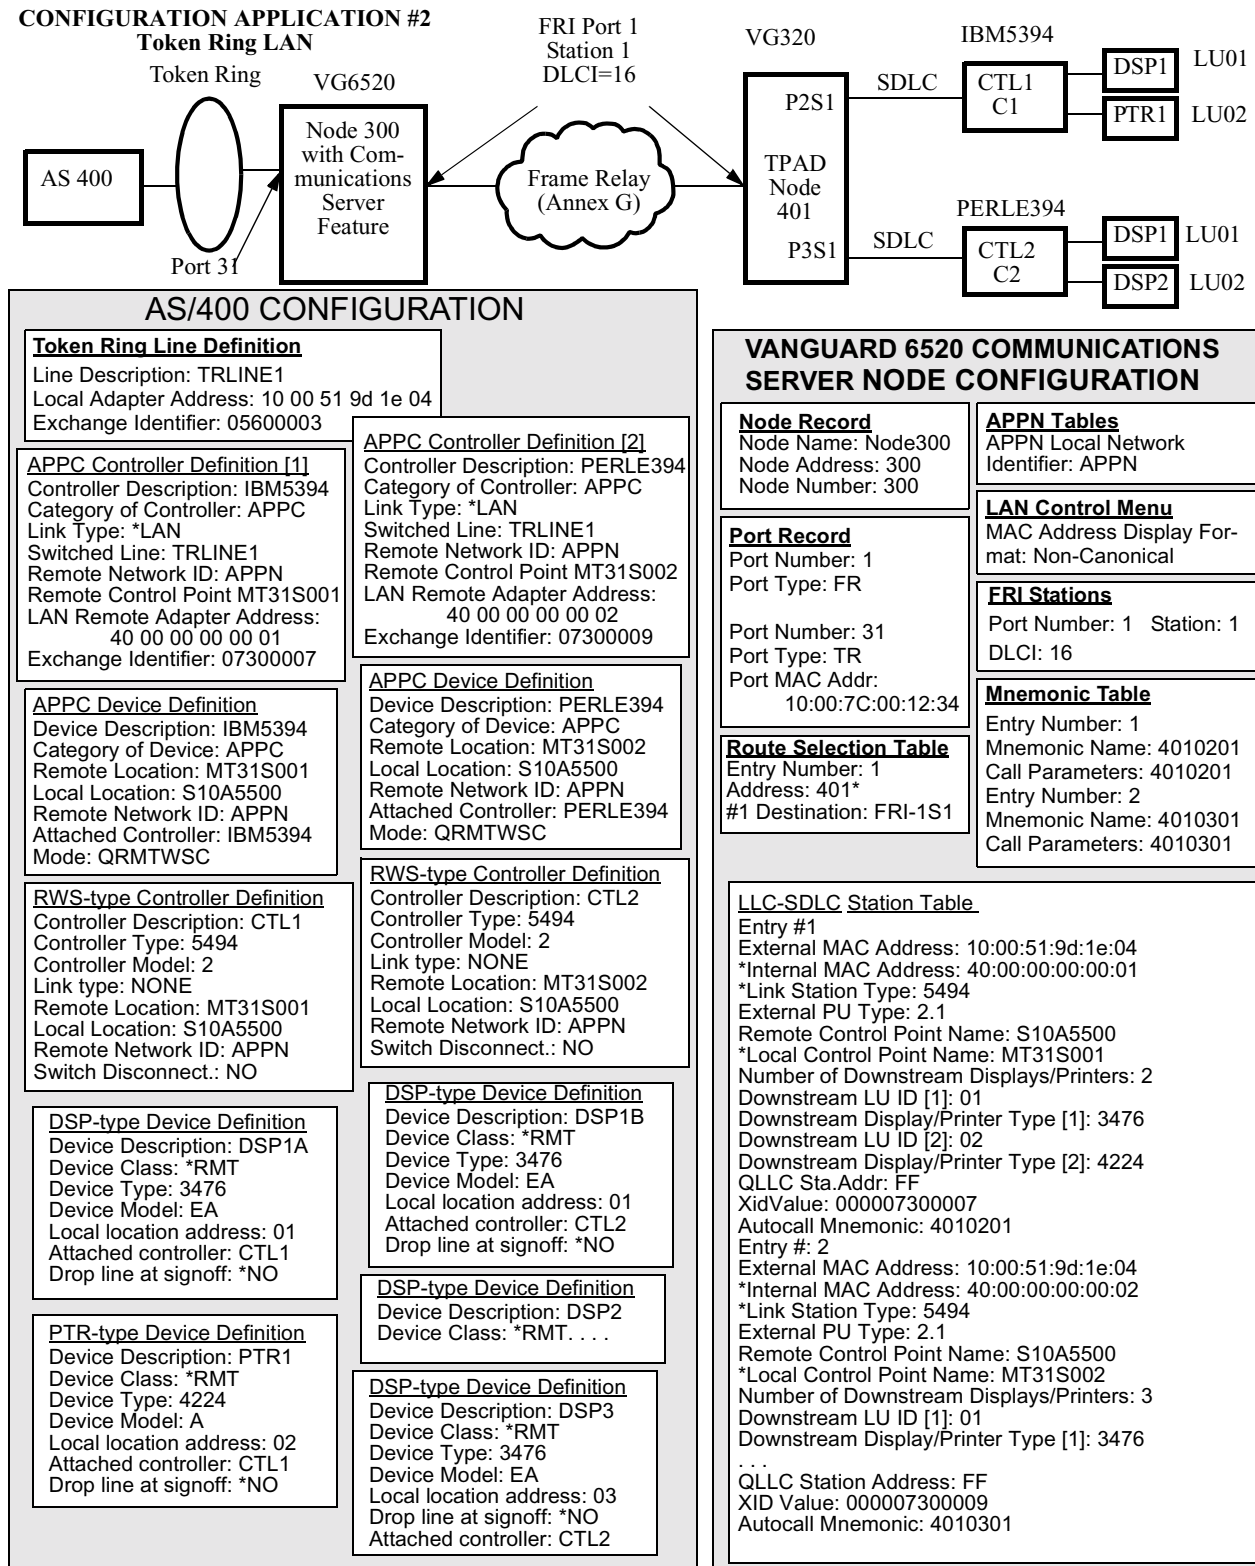 CONFIGURATION APPLICATION #2
Token Ring LAN
Token Ring
VG6520
FRI Port 1
Station 1
DLCI=16
VG320
IBM5394
AS 400
Node 300
with Com-
munications
Server
Feature
Port 31
Frame Relay
(Annex G)
P2S1
TPAD
Node
401
P3S1
SDLC
CTL1
C1
DSP1
LU01
PTR1
LU02
PERLE394
SDLC
CTL2
C2
DSP1
LU01
DSP2
LU02
AS/400 CONFIGURATION
Token Ring Line Definition
Line Description: TRLINE1
Local Adapter Address: 10 00 51 9d 1e 04
Exchange Identifier: 05600003
APPC Controller Definition [1]
Controller Description: IBM5394
Category of Controller: APPC
Link Type: *LAN
Switched Line: TRLINE1
Remote Network ID: APPN
Remote Control Point MT31S001
LAN Remote Adapter Address:
40 00 00 00 00 01
Exchange Identifier: 07300007
APPC Device Definition
Device Description: IBM5394
Category of Device: APPC
Remote Location: MT31S001
Local Location: S10A5500
Remote Network ID: APPN
Attached Controller: IBM5394
Mode: QRMTWSC
RWS-type Controller Definition
Controller Description: CTL1
Controller Type: 5494
Controller Model: 2
Link type: NONE
Remote Location: MT31S001
Local Location: S10A5500
Remote Network ID: APPN
Switch Disconnect.: NO
DSP-type Device Definition
Device Description: DSP1A
Device Class: *RMT
Device Type: 3476
Device Model: EA
Local location address: 01
Attached controller: CTL1
Drop line at signoff: *NO
PTR-type Device Definition
Device Description: PTR1
Device Class: *RMT
Device Type: 4224
Device Model: A
Local location address: 02
Attached controller: CTL1
Drop line at signoff: *NO
APPC Controller Definition [2]
Controller Description: PERLE394
Category of Controller: APPC
Link Type: *LAN
Switched Line: TRLINE1
Remote Network ID: APPN
Remote Control Point MT31S002
LAN Remote Adapter Address:
40 00 00 00 00 02
Exchange Identifier: 07300009
APPC Device Definition
Device Description: PERLE394
Category of Device: APPC
Remote Location: MT31S002
Local Location: S10A5500
Remote Network ID: APPN
Attached Controller: PERLE394
Mode: QRMTWSC
RWS-type Controller Definition
Controller Description: CTL2
Controller Type: 5494
Controller Model: 2
Link type: NONE
Remote Location: MT31S002
Local Location: S10A5500
Remote Network ID: APPN
Switch Disconnect.: NO
DSP-type Device Definition
Device Description: DSP1B
Device Class: *RMT
Device Type: 3476
Device Model: EA
Local location address: 01
Attached controller: CTL2
Drop line at signoff: *NO
DSP-type Device Definition
Device Description: DSP2
Device Class: *RMT. . . .
DSP-type Device Definition
Device Description: DSP3
Device Class: *RMT
Device Type: 3476
Device Model: EA
Local location address: 03
Drop line at signoff: *NO
Attached controller: CTL2
VANGUARD 6520 COMMUNICATIONS
SERVER NODE CONFIGURATION
Node Record
Node Name: Node300
Node Address: 300
Node Number: 300
Port Record
Port Number: 1
Port Type: FR
Port Number: 31
Port Type: TR
Port MAC Addr:
10:00:7C:00:12:34
Route Selection Table
Entry Number: 1
Address: 401*
#1 Destination: FRI-1S1
APPN Tables
APPN Local Network
Identifier: APPN
LAN Control Menu
MAC Address Display For-
mat: Non-Canonical
FRI Stations
Port Number: 1 Station: 1
DLCI: 16
Mnemonic Table
Entry Number: 1
Mnemonic Name: 4010201
Call Parameters: 4010201
Entry Number: 2
Mnemonic Name: 4010301
Call Parameters: 4010301
LLC-SDLC Station Table
Entry #1
External MAC Address: 10:00:51:9d:1e:04
*Internal MAC Address: 40:00:00:00:00:01
*Link Station Type: 5494
External PU Type: 2.1
Remote Control Point Name: S10A5500
*Local Control Point Name: MT31S001
Number of Downstream Displays/Printers: 2
Downstream LU ID [1]: 01
Downstream Display/Printer Type [1]: 3476
Downstream LU ID [2]: 02
Downstream Display/Printer Type [2]: 4224
QLLC Sta.Addr: FF
XidValue: 000007300007
Autocall Mnemonic: 4010201
Entry #: 2
External MAC Address: 10:00:51:9d:1e:04
*Internal MAC Address: 40:00:00:00:00:02
*Link Station Type: 5494
External PU Type: 2.1
Remote Control Point Name: S10A5500
*Local Control Point Name: MT31S002
Number of Downstream Displays/Printers: 3
Downstream LU ID [1]: 01
Downstream Display/Printer Type [1]: 3476
. . .
QLLC Station Address: FF
XID Value: 000007300009
Autocall Mnemonic: 4010301